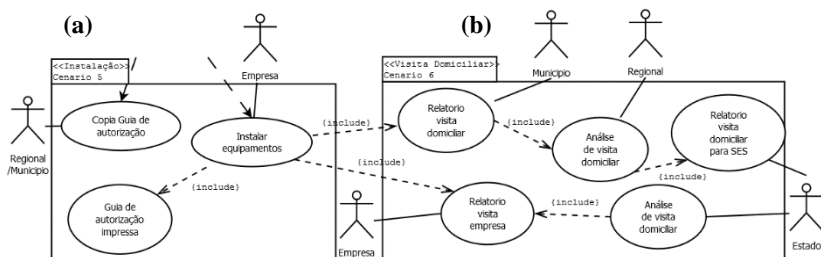 (a)
<<Instalação>>
Cenario 5
Empresa
Regional
/Municipio
Copia Guia de
autorização
Instalar
equipamentos
{include}
{include}
{include}
Guia de
autorização
impressa
(b)
<<Visita Domiciliar>>
Cenario 6
Municipio
Regional
Relatorio
visita
domiciliar
{include}
Análise
de visita
domiciliar
{include}
Relatorio
visita
domiciliar
para SES
Empresa
Relatorio
visita
empresa
{include}
Análise
de visita
domiciliar
Estado